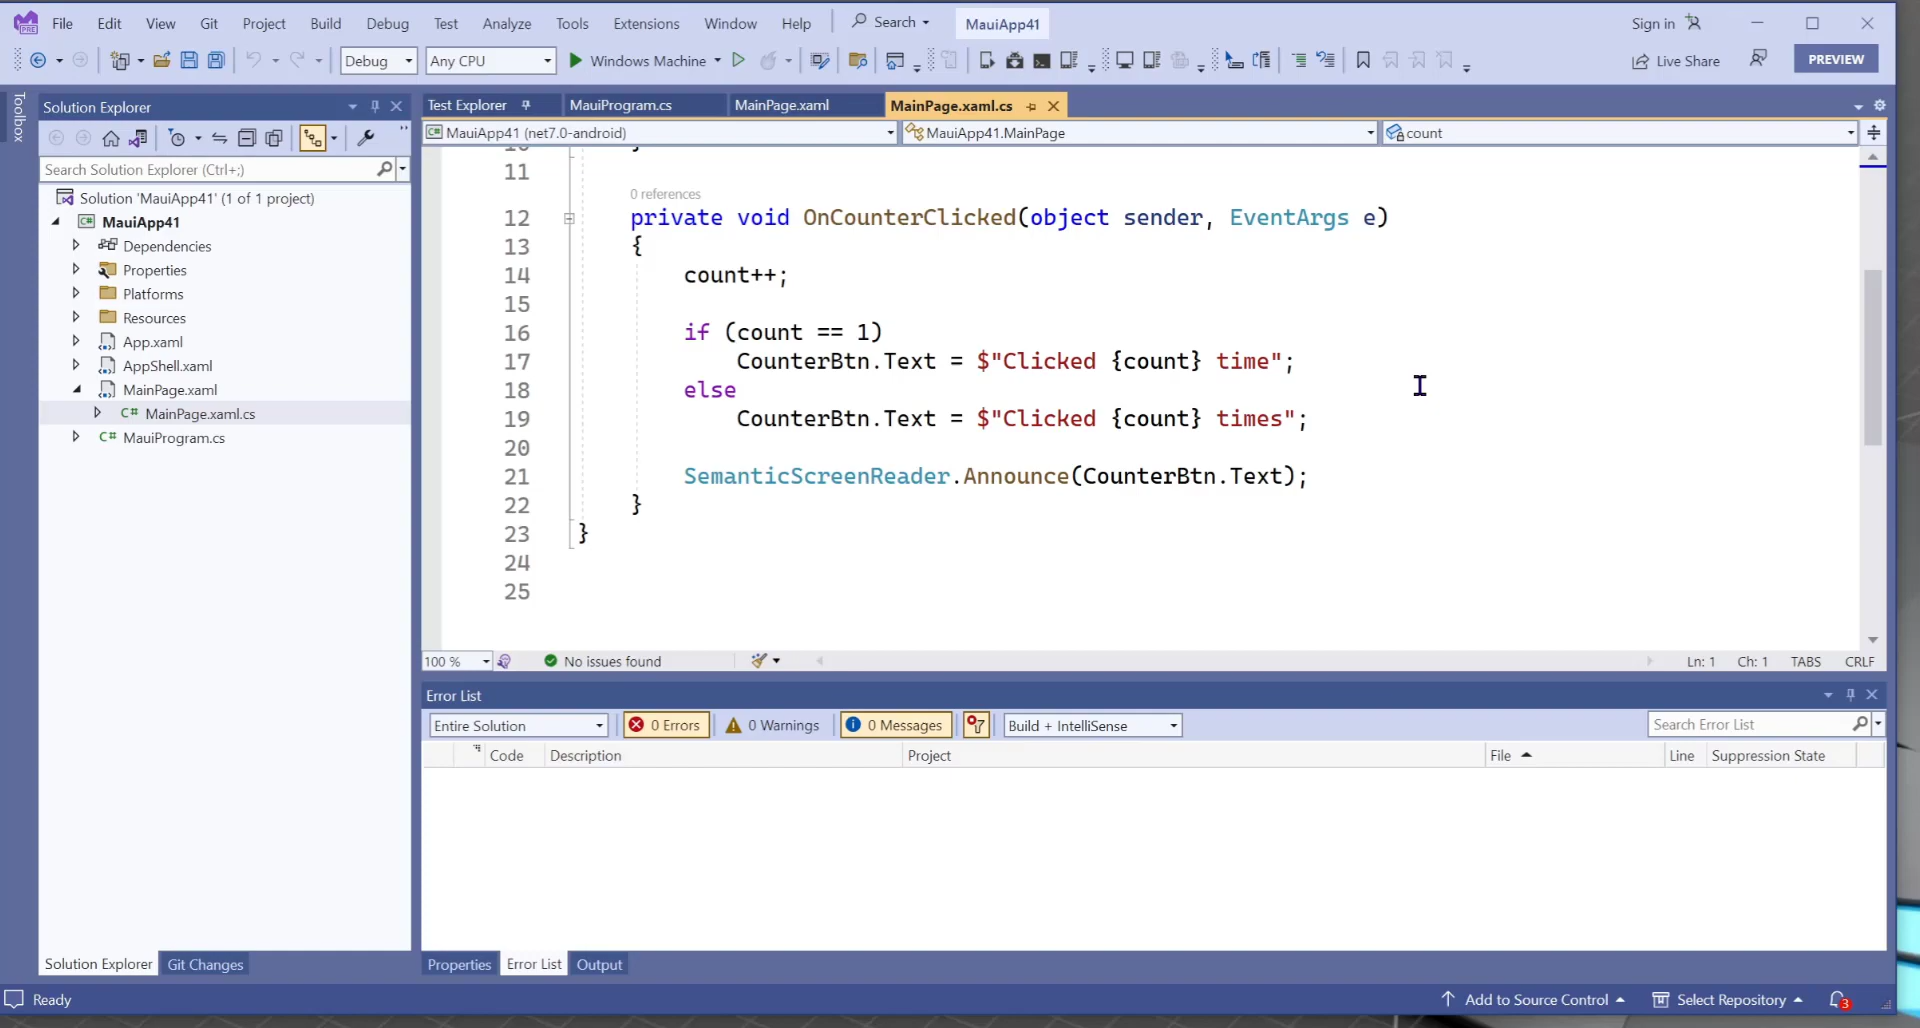 File Edit View Git Project Build Debug Test Analyze Tools Extensions Window Help Search MauiApp41 Sign in
PRE
Debug Any CPU Windows Machine Live Share PREVIEW
Toolbox
Solution Explorer
Search Solution Explorer (Ctrl+;)
Solution 'MauiApp41' (1 of 1 project)
MauiApp41
Dependencies
Properties
Platforms
Resources
App.xaml
AppShell.xaml
MainPage.xaml
C# MainPage.xaml.cs
C# MauiProgram.cs
Solution Explorer Git Changes
Test Explorer MauiProgram.cs MainPage.xaml MainPage.xaml.cs
MauiApp41 (net7.0-android) MauiApp41.MainPage count
10 }
11
0 references
12 private void OnCounterClicked(object sender, EventArgs e)
13 {
14 count++;
15
16 if (count == 1)
17 CounterBtn.Text = $"Clicked {count} time";
18 else
19 CounterBtn.Text = $"Clicked {count} times";
20
21 SemanticScreenReader.Announce(CounterBtn.Text);
22 }
23 }
24
25
100 % No issues found Ln: 1 Ch: 1 TABS CRLF
Error List
Entire Solution 0 Errors 0 Warnings 0 Messages Build + IntelliSense Search Error List
Code Description Project File Line Suppression State
Properties Error List Output
Ready Add to Source Control Select Repository 3